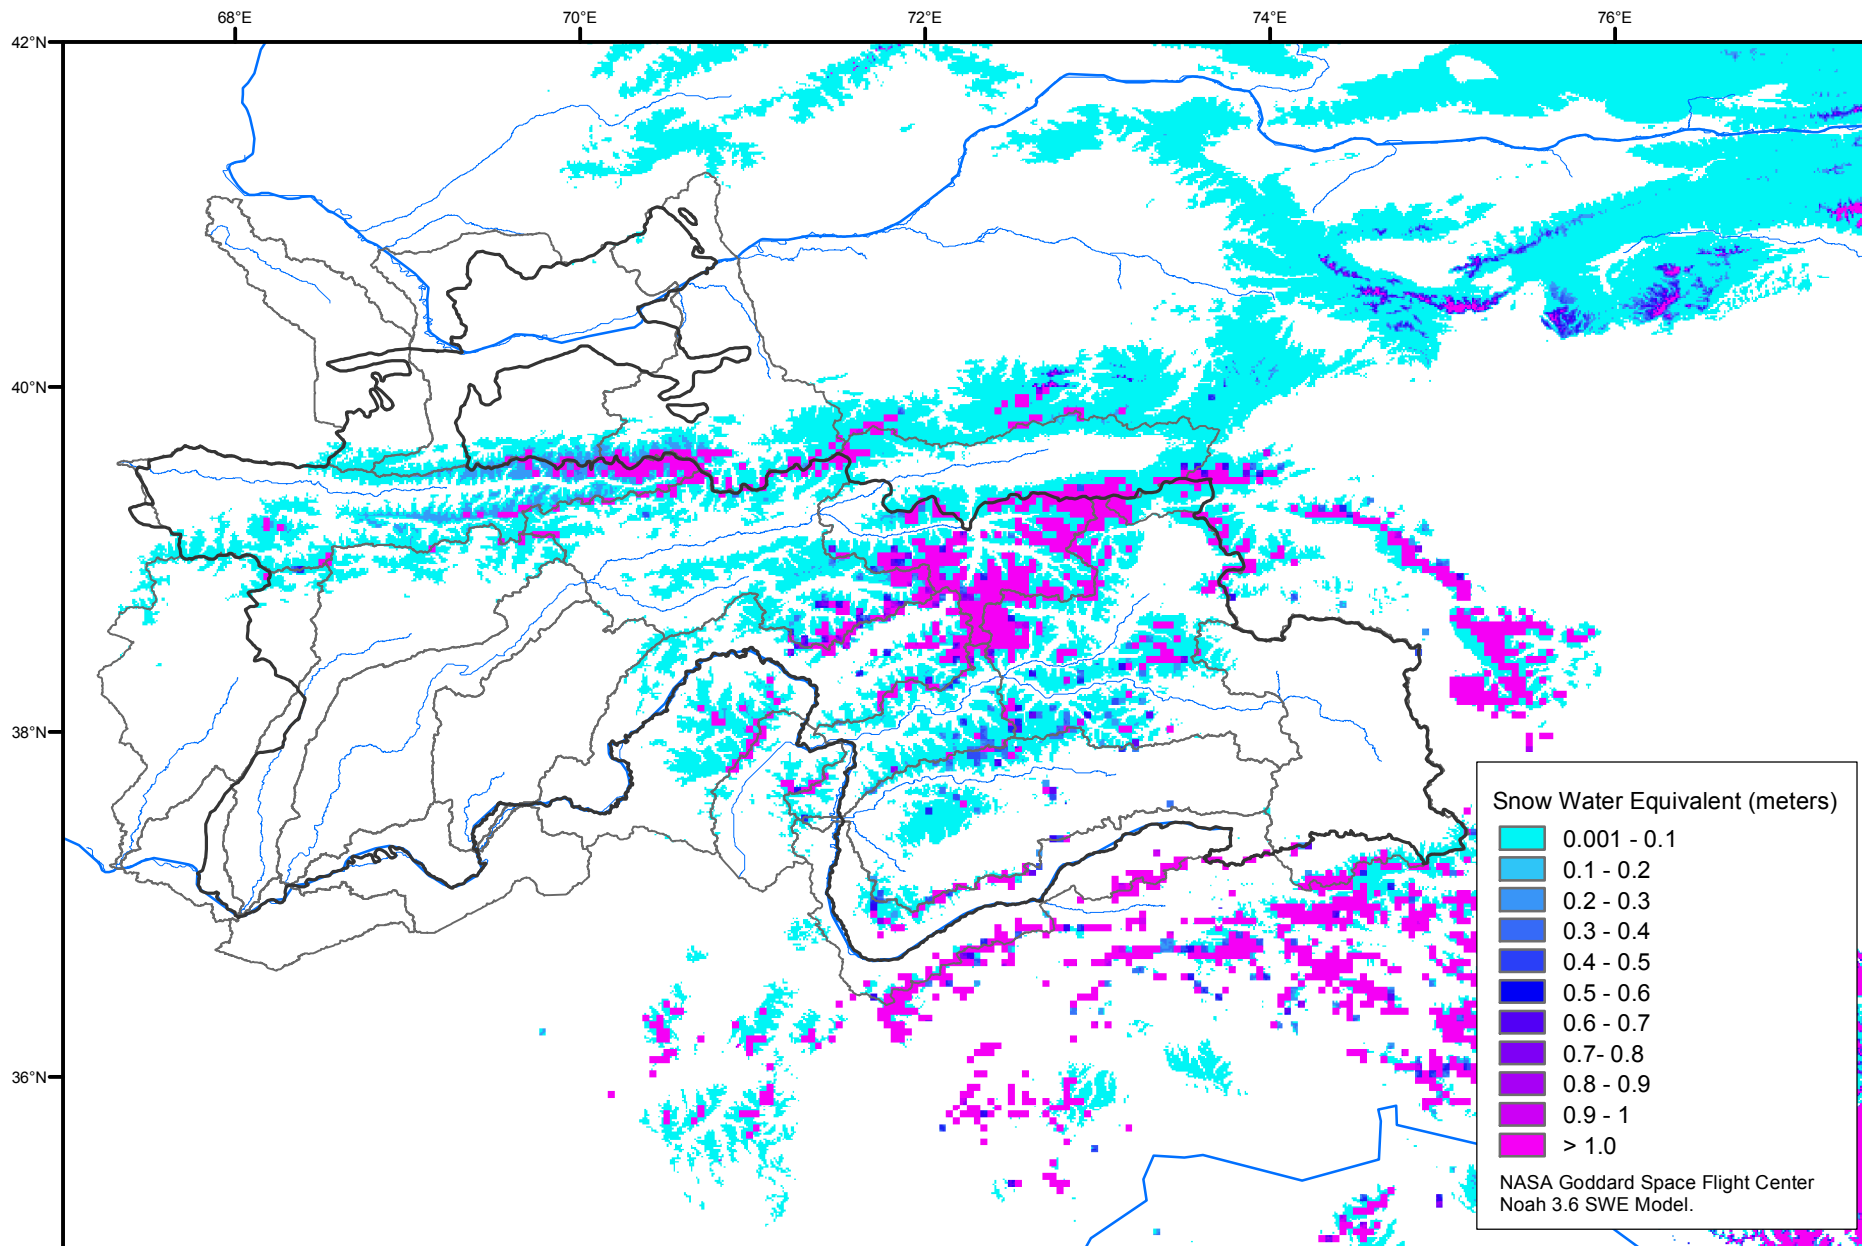 68°E
70°E
72°E
74°E
76°E
42°N
40°N
38°N
36°N
Snow Water Equivalent (meters)
0.001 - 0.1
0.1 - 0.2
0.2 - 0.3
0.3 - 0.4
0.4 - 0.5
0.5 - 0.6
0.6 - 0.7
0.7- 0.8
0.8 - 0.9
0.9 - 1
> 1.0
NASA Goddard Space Flight Center
Noah 3.6 SWE Model.